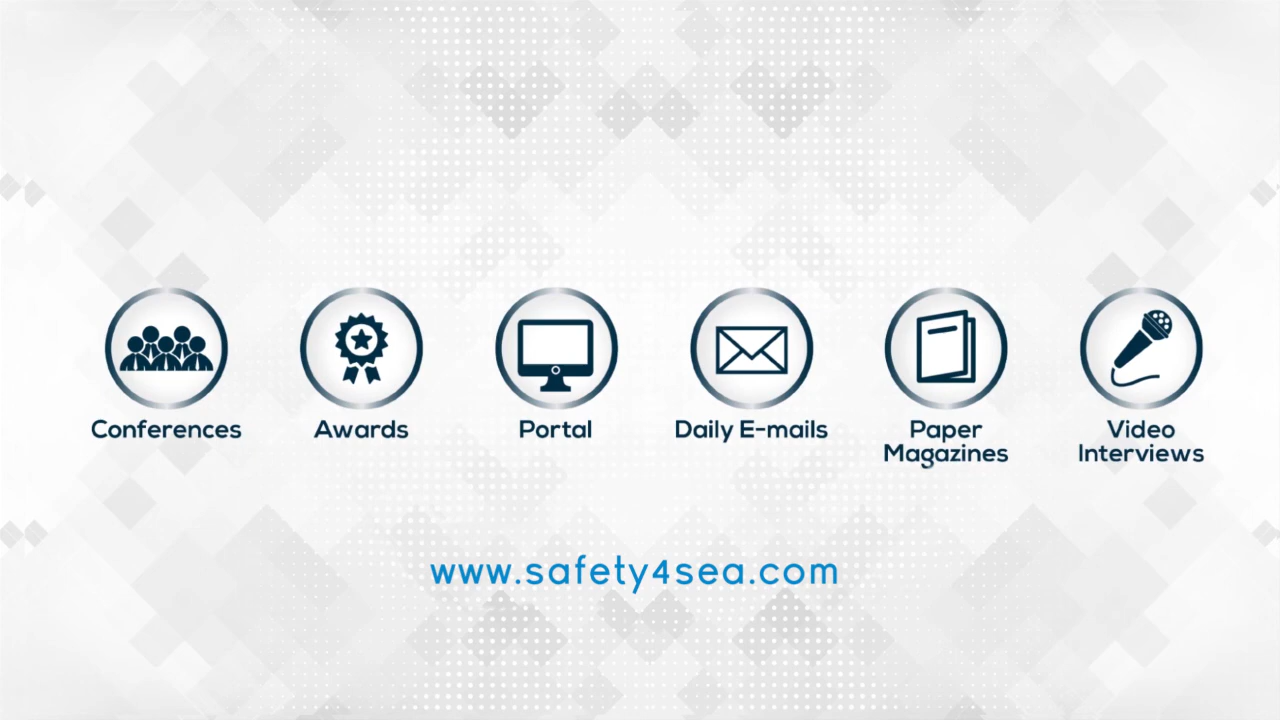 Conferences
Awards
Portal
Daily E-mails
Paper
Magazines
Video
Interviews
www.safety4sea.com